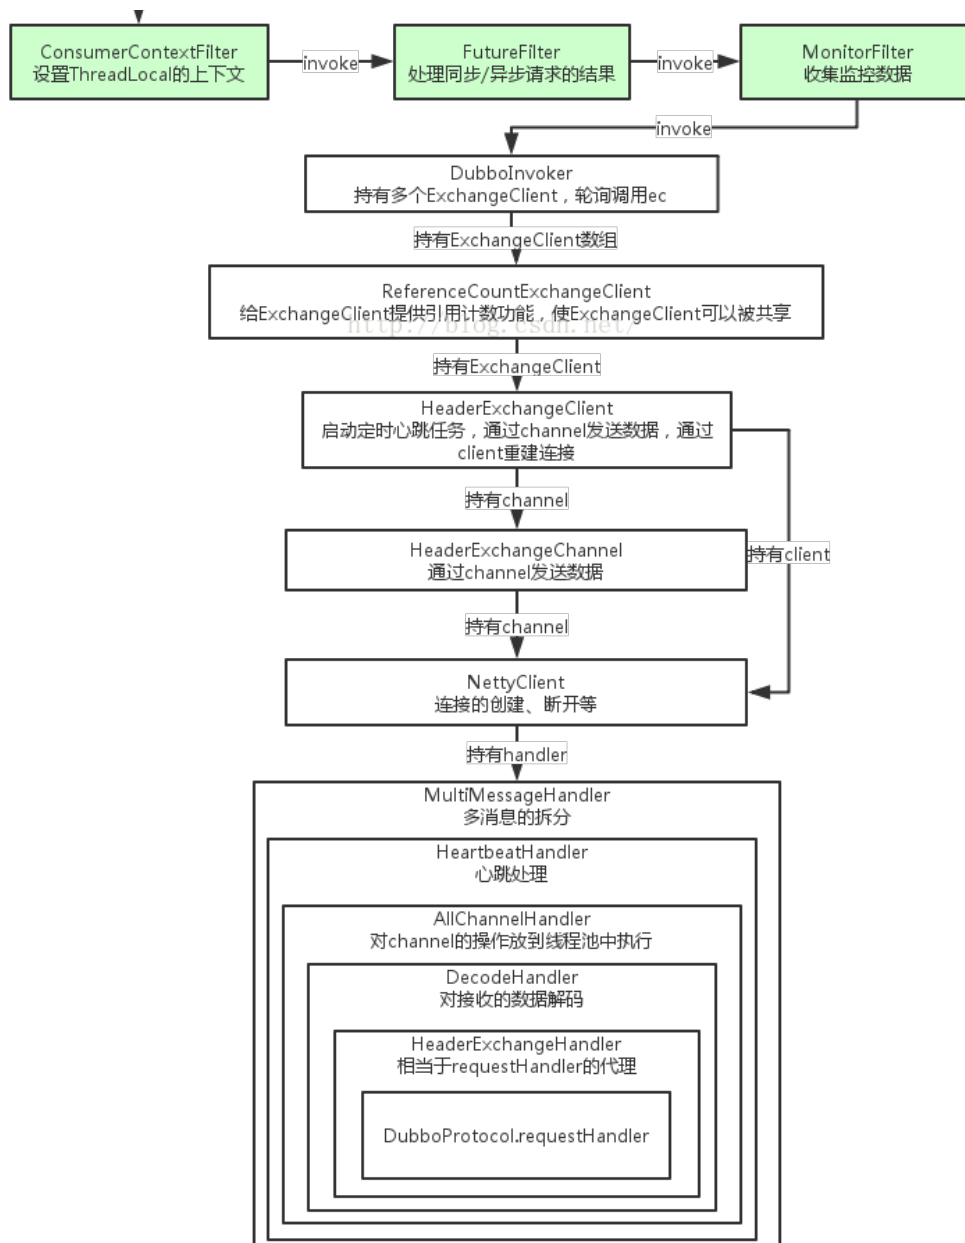 ConsumerContextFilter
设置ThreadLocal的上下文
invoke
FutureFilter
处理同步/异步请求的结果
invoke
MonitorFilter
收集监控数据
invoke
DubboInvoker
持有多个ExchangeClient，轮询调用ec
持有ExchangeClient数组
ReferenceCountExchangeClient
给ExchangeClient提供引用计数功能，使ExchangeClient可以被共享
http://blog.csdn.net/
持有ExchangeClient
HeaderExchangeClient
启动定时心跳任务，通过channel发送数据，通过
client重建连接
持有channel
HeaderExchangeChannel
通过channel发送数据
持有client
持有channel
NettyClient
连接的创建、断开等
持有handler
MultiMessageHandler
多消息的拆分
HeartbeatHandler
心跳处理
AllChannelHandler
对channel的操作放到线程池中执行
DecodeHandler
对接收的数据解码
HeaderExchangeHandler
相当于requestHandler的代理
DubboProtocol.requestHandler